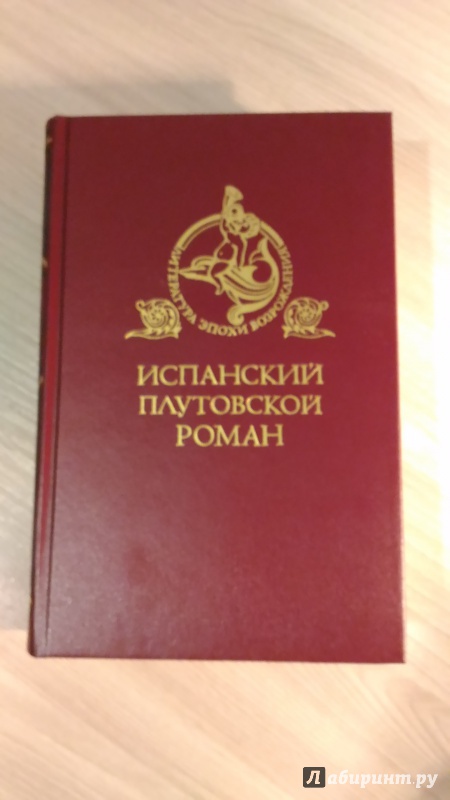 ЛИТЕРАТУРА ЭПОХИ ВОЗРОЖДЕНИЯ
ИСПАНСКИЙ
ПЛУТОВСКОЙ
РОМАН
Лабиринт.ру